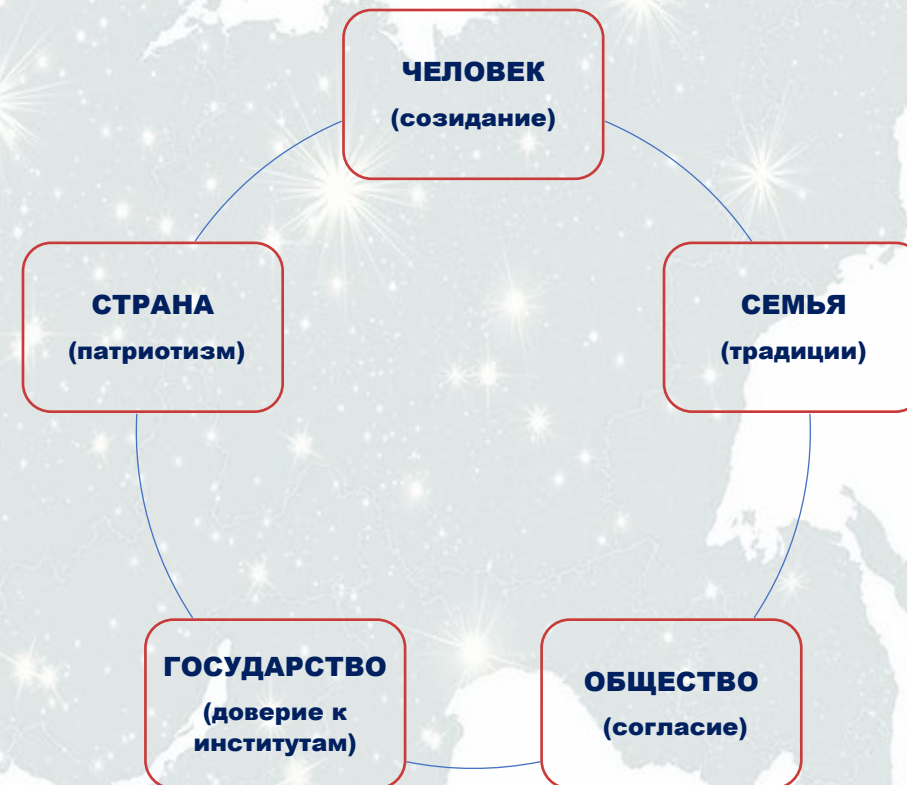 ЧЕЛОВЕК
(созидание)
СТРАНА
(патриотизм)
СЕМЬЯ
(традиции)
ГОСУДАРСТВО
(доверие к
институтам)
ОБЩЕСТВО
(согласие)